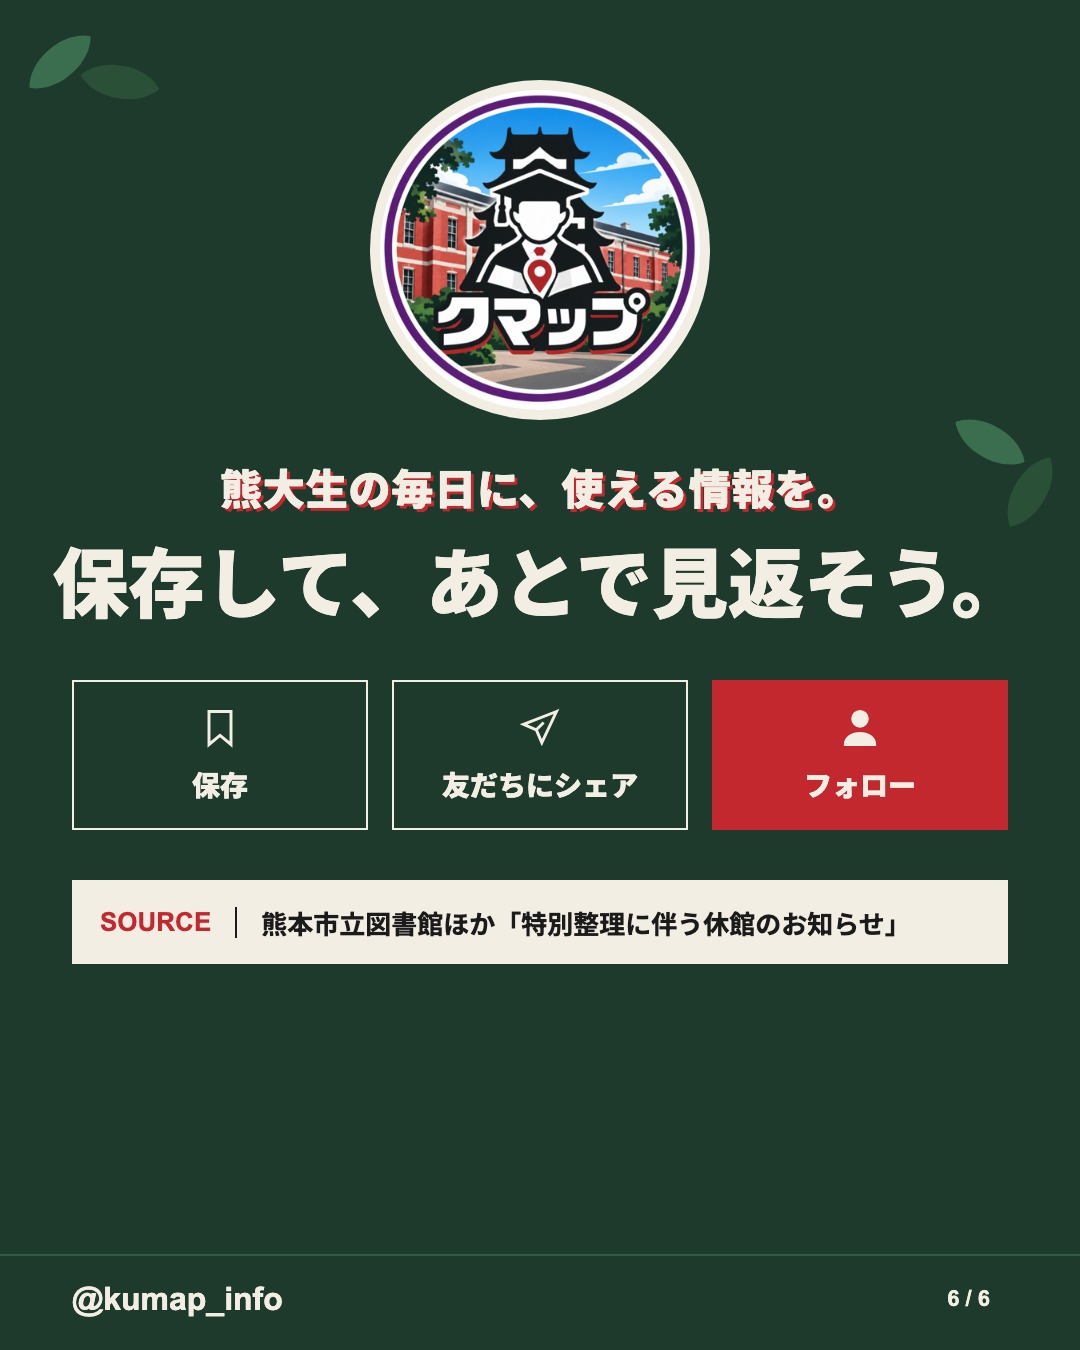 クマップ
熊大生の毎日に、使える情報を。
保存して、あとで見返そう。
保存
友だちにシェア
フォロー
SOURCE
熊本市立図書館ほか「特別整理に伴う休館のお知らせ」
@kumap_info
6 / 6